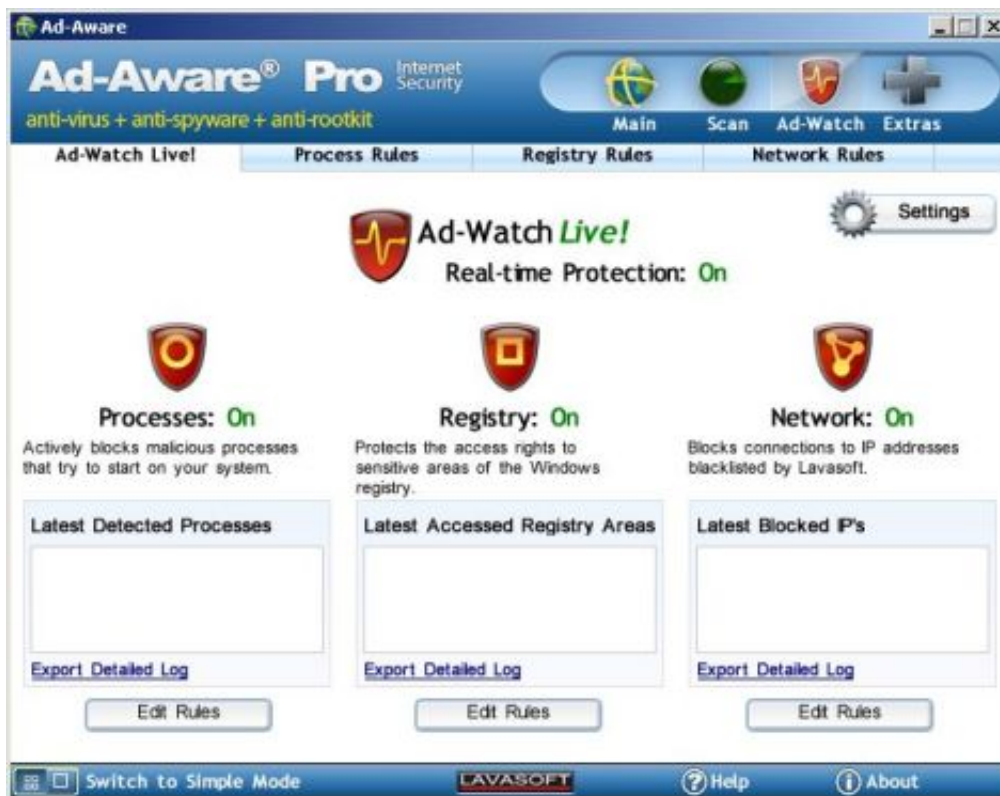 Ad-Aware
Ad-Aware® Pro Internet Security
anti-virus + anti-spyware + anti-rootkit
Main Scan Ad-Watch Extras
Ad-Watch Live! Process Rules Registry Rules Network Rules
Settings
Ad-Watch Live!
Real-time Protection: On
Processes: On
Actively blocks malicious processes
that try to start on your system.
Latest Detected Processes
Export Detailed Log
Edit Rules
Registry: On
Protects the access rights to
sensitive areas of the Windows
registry.
Latest Accessed Registry Areas
Export Detailed Log
Edit Rules
Network: On
Blocks connections to IP addresses
blacklisted by Lavasoft.
Latest Blocked IP's
Export Detailed Log
Edit Rules
Switch to Simple Mode
LAVASOFT
Help
About